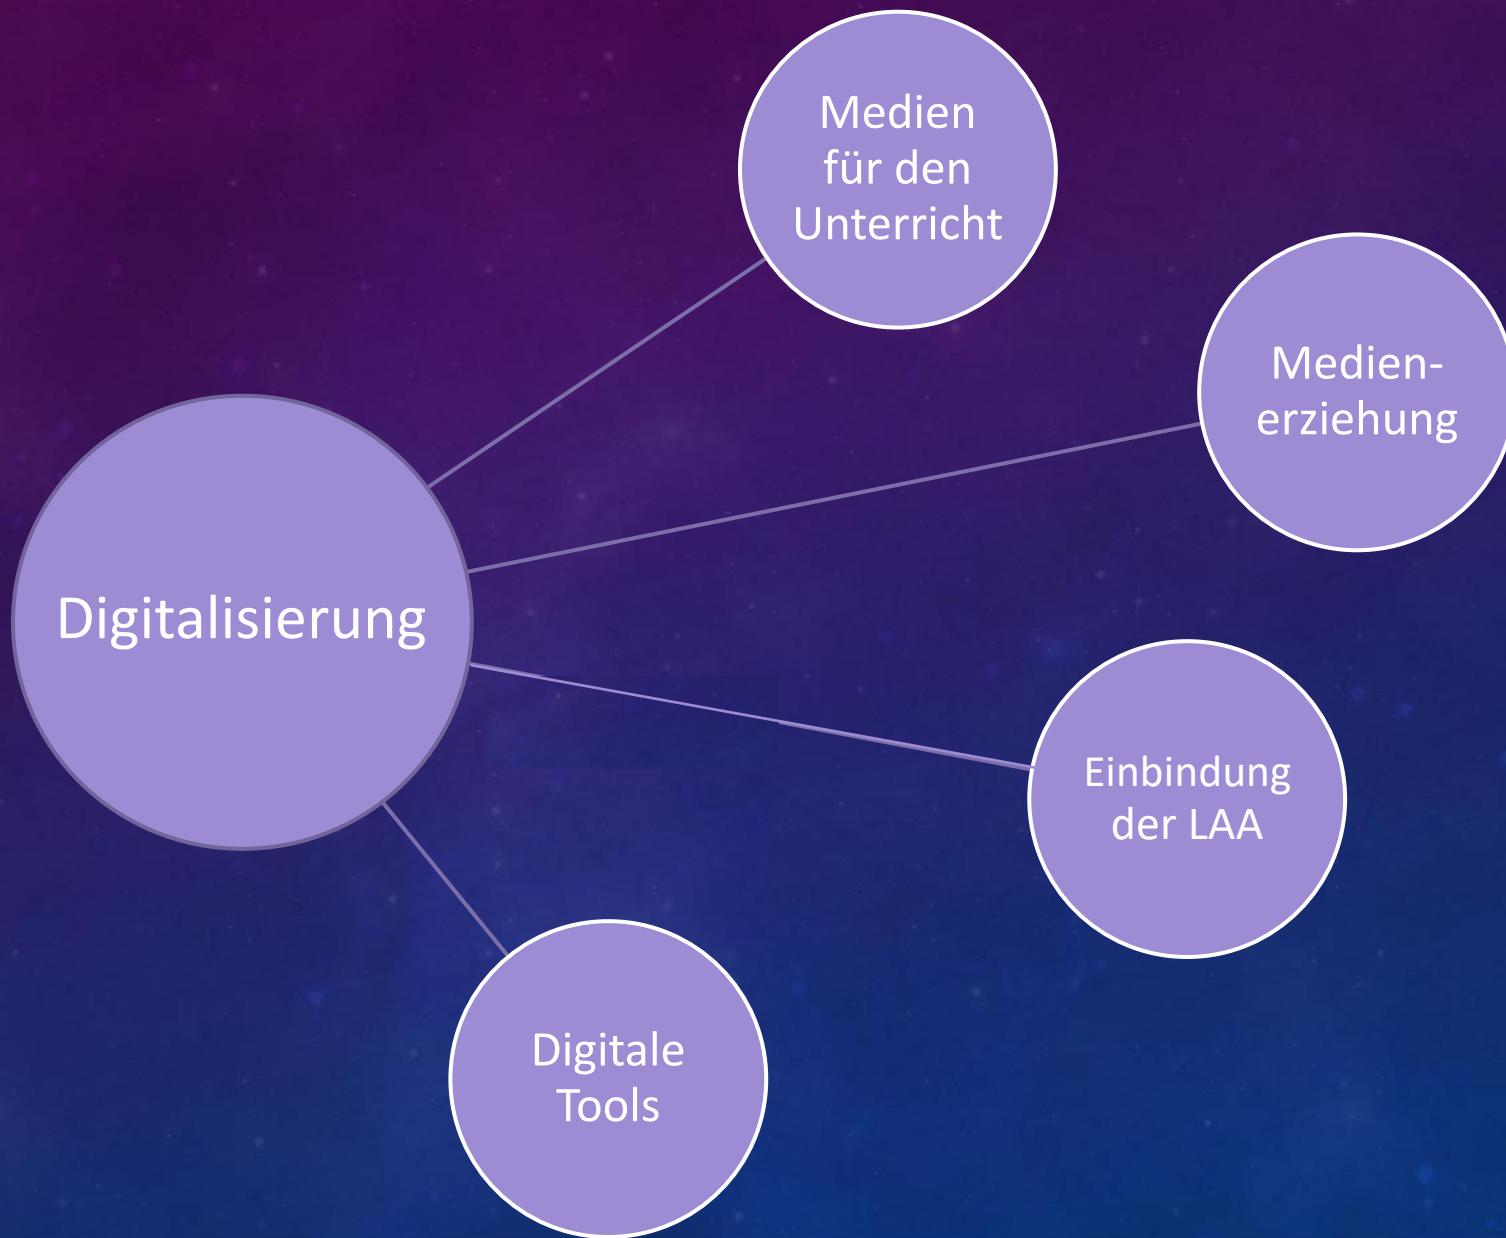 Medien
für den
Unterricht
Medien-
erziehung
Digitalisierung
Einbindung
der LAA
Digitale
Tools